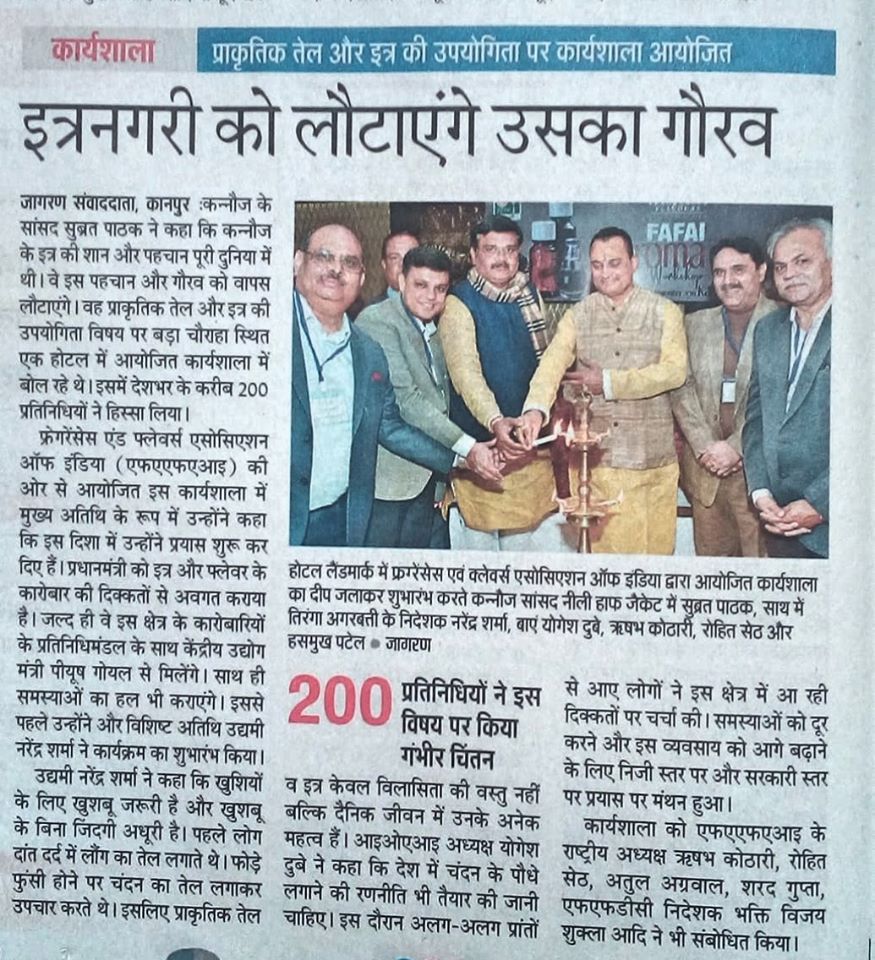 कार्यशाला
प्राकृतिक तेल और इत्र की उपयोगिता पर कार्यशाला आयोजित
इत्रनगरी को लौटाएंगे उसका गौरव
जागरण संवाददाता, कानपुर :कन्नौज के
सांसद सुब्रत पाठक ने कहा कि कन्नौज
के इत्र की शान और पहचान पूरी दुनिया में
थी। वे इस पहचान और गौरव को वापस
लौटाएंगे। वह प्राकृतिक तेल और इत्र की
उपयोगिता विषय पर बड़ा चौराहा स्थित
एक होटल में आयोजित कार्यशाला में
बोल रहे थे। इसमें देशभर के करीब 200
प्रतिनिधियों ने हिस्सा लिया।
फ्रेगरेंसेस एंड फ्लेवर्स एसोसिएशन
ऑफ इंडिया (एफएएफएआइ) की
ओर से आयोजित इस कार्यशाला में
मुख्य अतिथि के रूप में उन्होंने कहा
कि इस दिशा में उन्होंने प्रयास शुरू कर
दिए हैं। प्रधानमंत्री को इत्र और फ्लेवर के
कारोबार की दिक्कतों से अवगत कराया
है। जल्द ही वे इस क्षेत्र के कारोबारियों
के प्रतिनिधिमंडल के साथ केंद्रीय उद्योग
मंत्री पीयूष गोयल से मिलेंगे। साथ ही
समस्याओं का हल भी कराएंगे। इससे
पहले उन्होंने और विशिष्ट अतिथि उद्यमी
नरेंद्र शर्मा ने कार्यक्रम का शुभारंभ किया।
उद्यमी नरेंद्र शर्मा ने कहा कि खुशियों
के लिए खुशबू जरूरी है और खुशबू
के बिना जिंदगी अधूरी है। पहले लोग
दांत दर्द में लौंग का तेल लगाते थे। फोड़े
फुंसी होने पर चंदन का तेल लगाकर
उपचार करते थे। इसलिए प्राकृतिक तेल
FAFAI
oma
Workshop
होटल लैंडमार्क में फ्रग्रेंसेस एवं क्लेवर्स एसोसिएशन ऑफ इंडिया द्वारा आयोजित कार्यशाला
का दीप जलाकर शुभारंभ करते कन्नौज सांसद नीली हाफ जैकेट में सुब्रत पाठक, साथ में
तिरंगा अगरबती के निदेशक नरेंद्र शर्मा, बाएं योगेश दुबे, ऋषभ कोठारी, रोहित सेठ और
हसमुख पटेल ● जागरण
200
प्रतिनिधियों ने इस
विषय पर किया
गंभीर चिंतन
व इत्र केवल विलासिता की वस्तु नहीं
बल्कि दैनिक जीवन में उनके अनेक
महत्व हैं। आइओएआइ अध्यक्ष योगेश
दुबे ने कहा कि देश में चंदन के पौधे
लगाने की रणनीति भी तैयार की जानी
चाहिए। इस दौरान अलग-अलग प्रांतों
से आए लोगों ने इस क्षेत्र में आ रही
दिक्कतों पर चर्चा की। समस्याओं को दूर
करने और इस व्यवसाय को आगे बढ़ाने
के लिए निजी स्तर पर और सरकारी स्तर
पर प्रयास पर मंथन हुआ।
कार्यशाला को एफएएफएआइ के
राष्ट्रीय अध्यक्ष ऋषभ कोठारी, रोहित
सेठ, अतुल अग्रवाल, शरद गुप्ता,
एफएफडीसी निदेशक भक्ति विजय
शुक्ला आदि ने भी संबोधित किया।